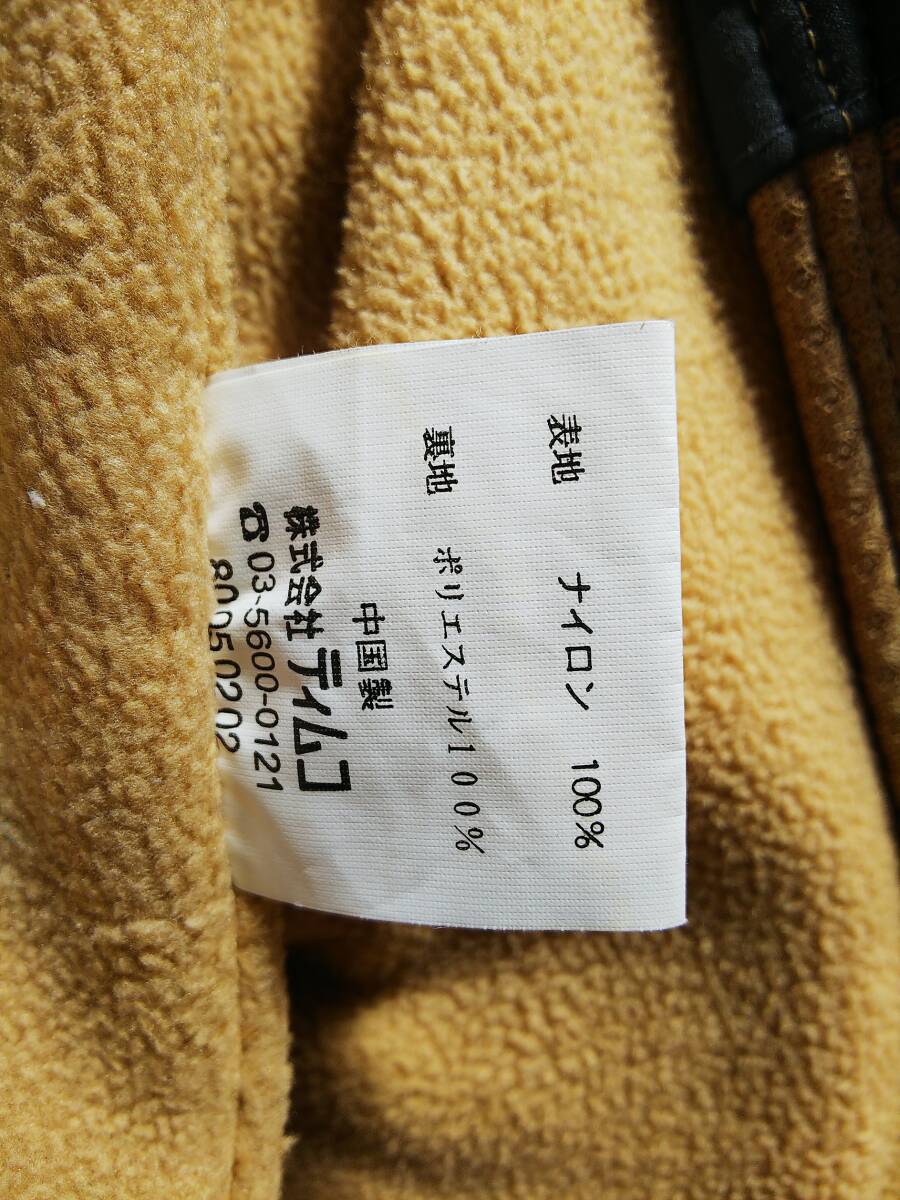 表地 ナイロン 100%
裏地 ポリエステル100%
中国製
株式会社 ティムコ
☎03-5600-0121
80050202